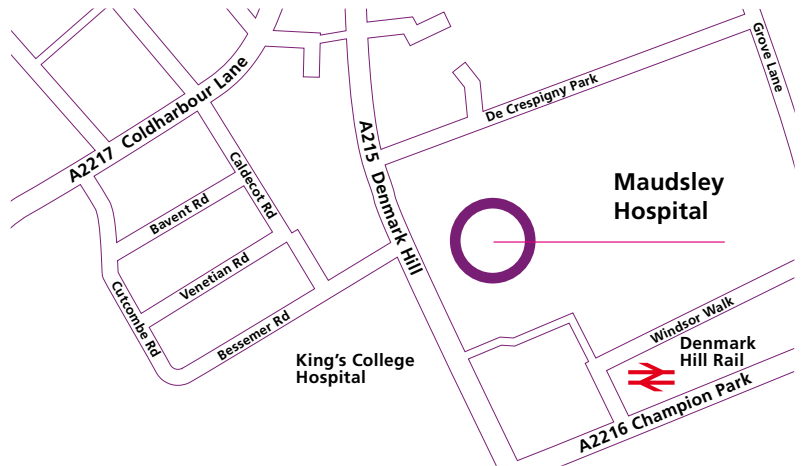 Grove Lane
A2217 Coldharbour Lane
De Crespigny Park
A215 Denmark Hill
Caldecot Rd
Bavent Rd
Maudsley
Hospital
Venetian Rd
Cutcombe Rd
Bessemer Rd
Windsor Walk
King's College
Hospital
Denmark
Hill Rail
A2216 Champion Park